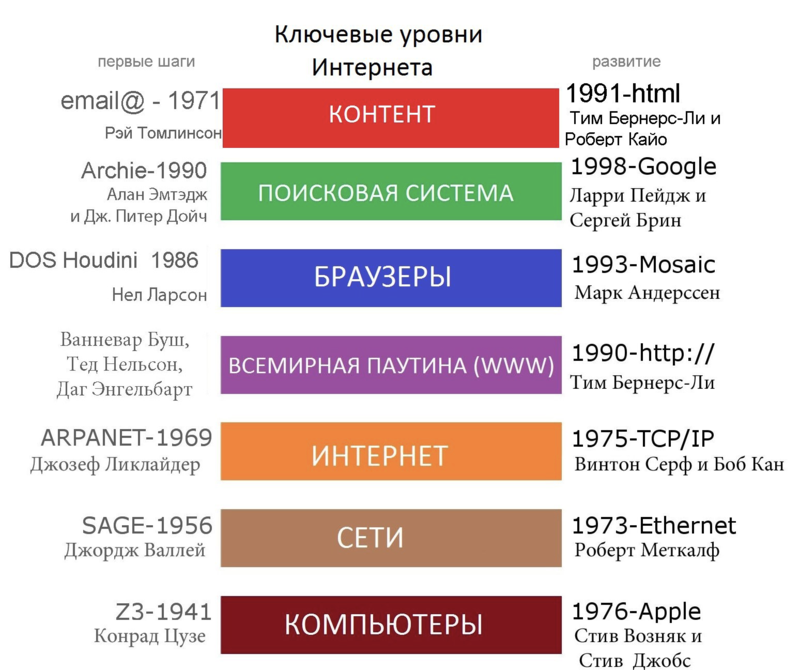 Ключевые уровни
Интернета
первые шаги
развитие
email@ - 1971
Рэй Томлинсон
КОНТЕНТ
1991-html
Тим Бернерс-Ли и
Роберт Кайо
Archie-1990
Алан Эмтэдж
и Дж. Питер Дойч
ПОИСКОВАЯ СИСТЕМА
1998-Google
Ларри Пейдж и
Сергей Брин
DOS Houdini 1986
Нел Ларсон
БРАУЗЕРЫ
1993-Mosaic
Марк Андерссен
Ванневар Буш,
Тед Нельсон,
Даг Энгельбарт
ВСЕМИРНАЯ ПАУТИНА (WWW)
1990-http://
Тим Бернерс-Ли
ARPANET-1969
Джозеф Ликлайдер
ИНТЕРНЕТ
1975-TCP/IP
Винтон Серф и Боб Кан
SAGE-1956
Джордж Валлей
СЕТИ
1973-Ethernet
Роберт Меткалф
Z3-1941
Конрад Цузе
КОМПЬЮТЕРЫ
1976-Apple
Стив Возняк и
Стив Джобс